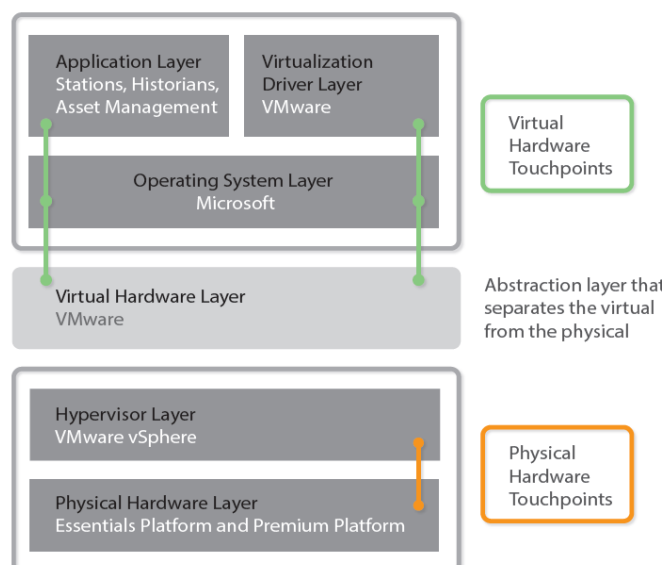 Application Layer
Stations, Historians,
Asset Management
Virtualization
Driver Layer
VMware
Operating System Layer
Microsoft
Virtual
Hardware
Touchpoints
Virtual Hardware Layer
VMware
Abstraction layer that
separates the virtual
from the physical
Hypervisor Layer
VMware vSphere
Physical Hardware Layer
Essentials Platform and Premium Platform
Physical
Hardware
Touchpoints